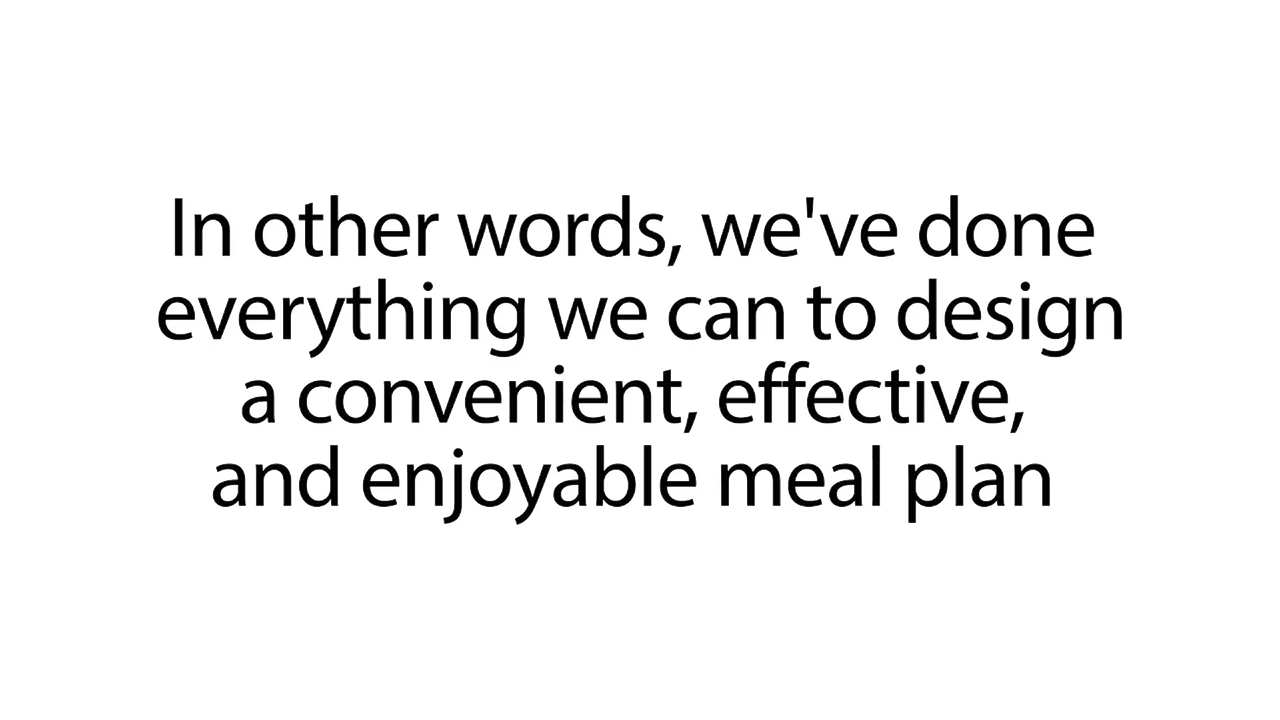 In other words, we've done
everything we can to design
a convenient, effective,
and enjoyable meal plan